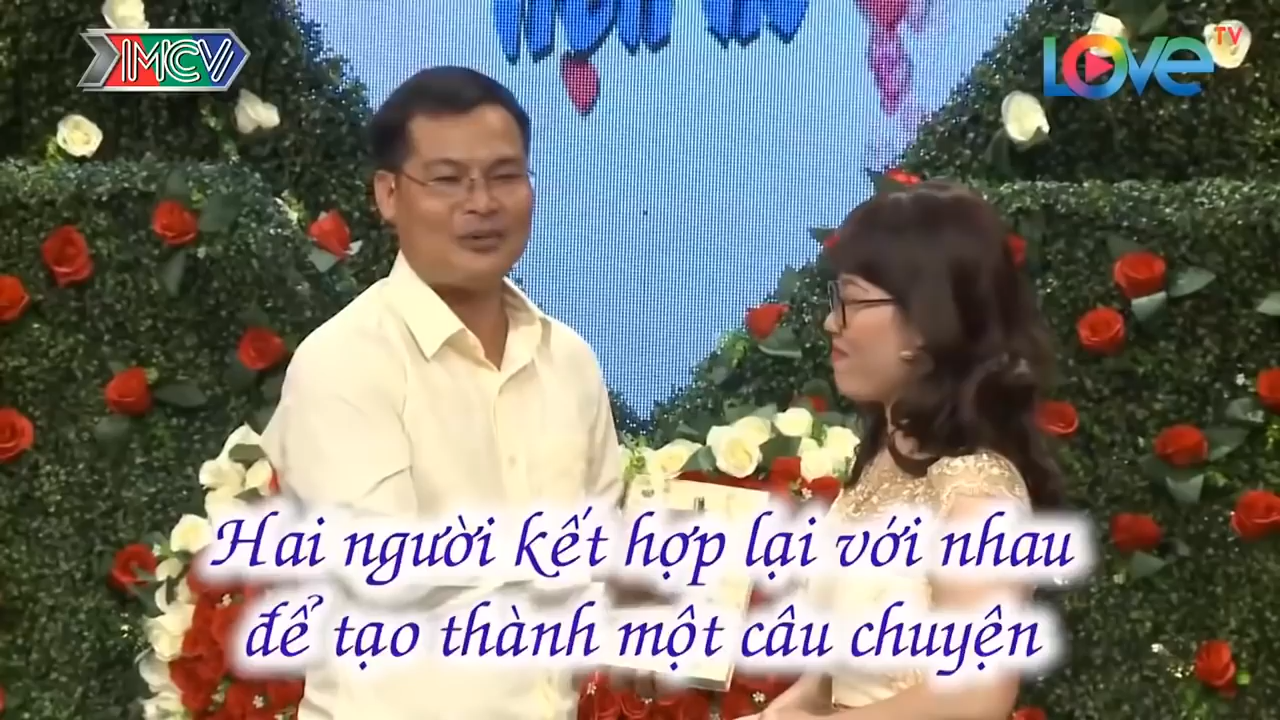 MCV
LOVE TV
Hai người kết hợp lại với nhau
để tạo thành một câu chuyện